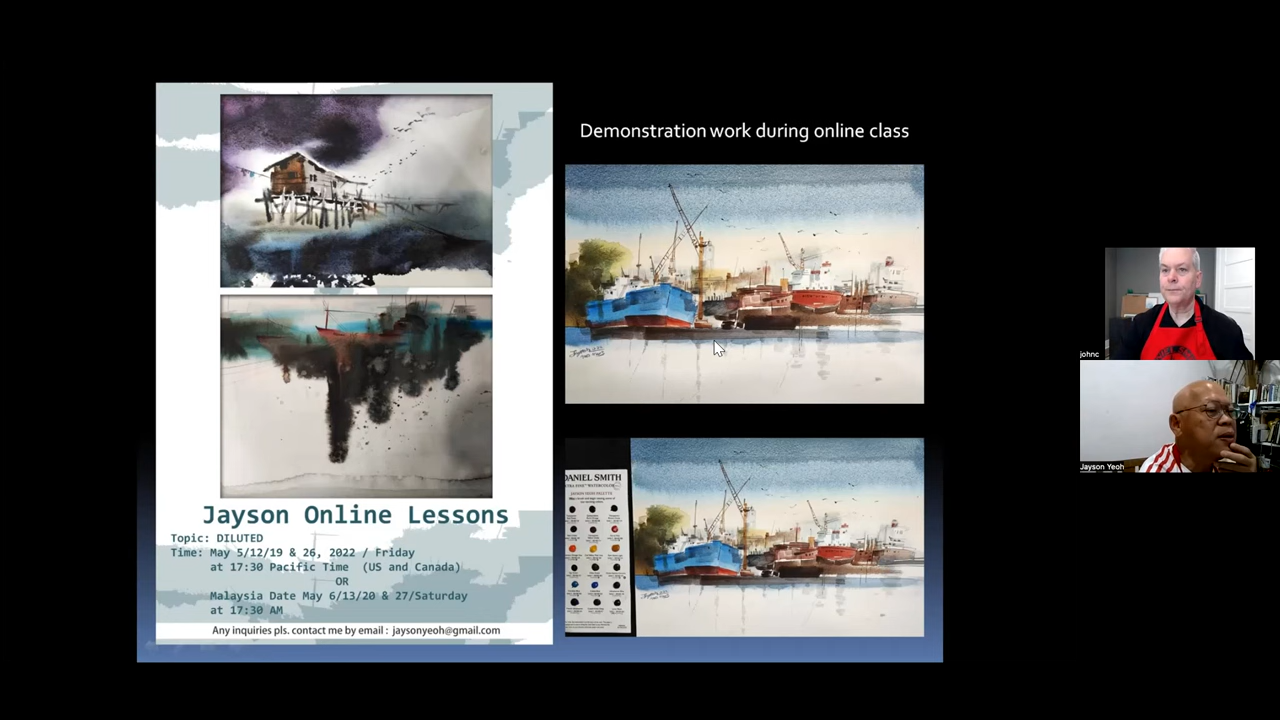 Demonstration work during online class
Jayson Online Lessons
Topic: DILUTED
Time: May 5/12/19 & 26, 2022 / Friday
at 17:30 Pacific Time (US and Canada)
OR
Malaysia Date May 6/13/20 & 27/Saturday
at 17:30 AM
Any inquiries pls. contact me by email : jaysonyeoh@gmail.com
DANIEL SMITH
johnc
Jayson Yeoh